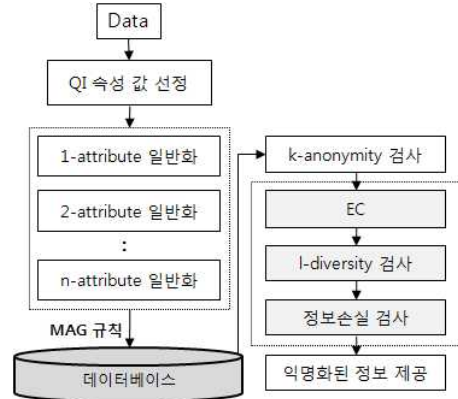 Data
QI 속성 값 선정
1-attribute 일반화
2-attribute 일반화
:
n-attribute 일반화
MAG 규칙
데이터베이스
k-anonymity 검사
EC
l-diversity 검사
정보손실 검사
익명화된 정보 제공